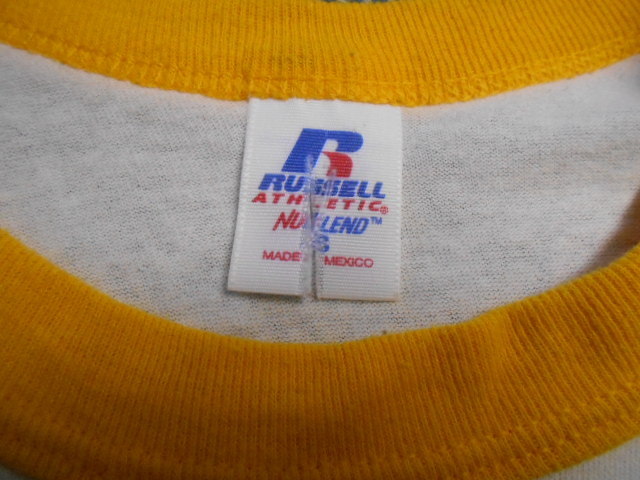 R
RUSSELL
ATHLETIC®
NUBLEND™
S
MADE MEXICO